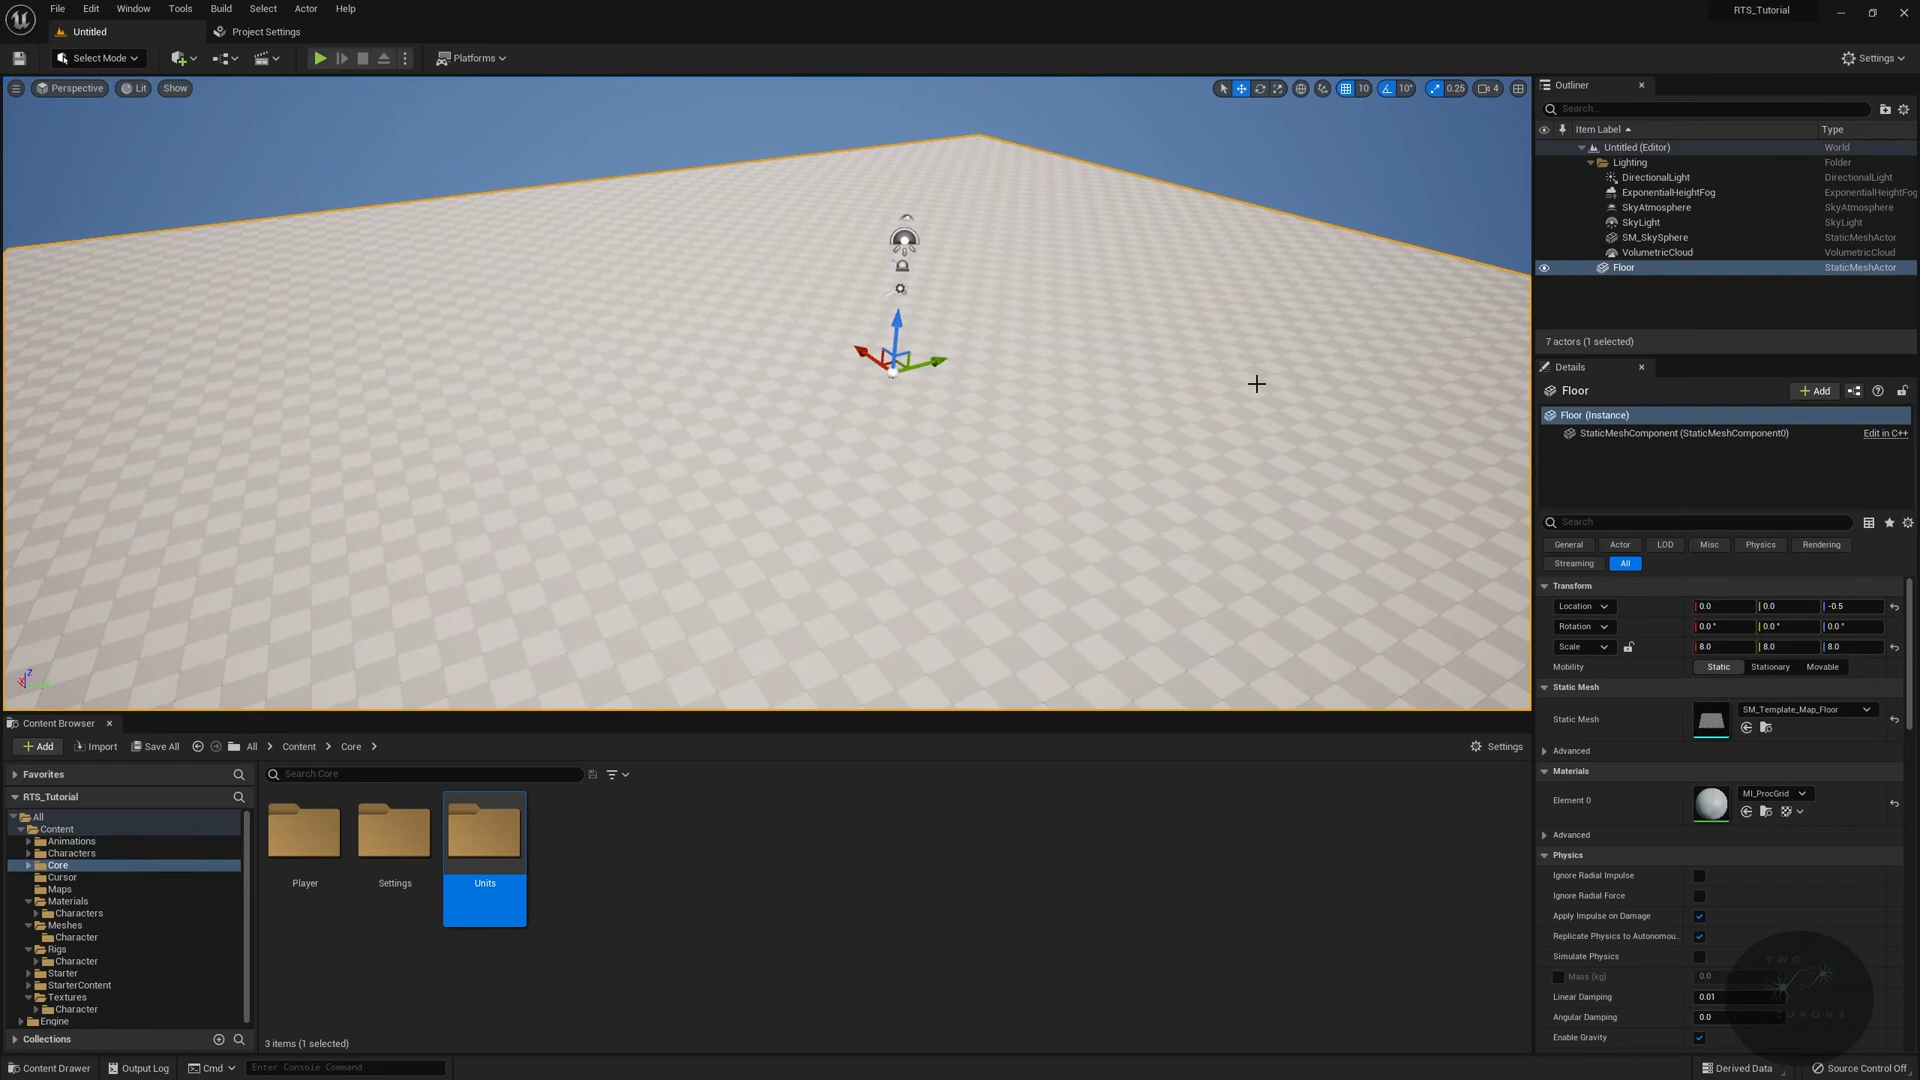 File Edit Window Tools Build Select Actor Help
RTS_Tutorial
Untitled
Project Settings
Select Mode
Platforms
Settings
Perspective
Lit
Show
10
10°
0.25
4
Outliner
Search...
Item Label
Type
Untitled (Editor)
World
Lighting
Folder
DirectionalLight
DirectionalLight
ExponentialHeightFog
ExponentialHeightFog
SkyAtmosphere
SkyAtmosphere
SkyLight
SkyLight
SM_SkySphere
StaticMeshActor
VolumetricCloud
VolumetricCloud
Floor
StaticMeshActor
7 actors (1 selected)
Details
Floor
Add
Floor (Instance)
StaticMeshComponent (StaticMeshComponent0)
Edit in C++
Search
General Actor LOD Misc Physics Rendering
Streaming All
Transform
Location 0.0 0.0 -0.5
Rotation 0.0° 0.0° 0.0°
Scale 8.0 8.0 8.0
Mobility Static Stationary Movable
Static Mesh
Static Mesh
SM_Template_Map_Floor
Advanced
Materials
Element 0
MI_ProcGrid
Advanced
Physics
Ignore Radial Impulse
Ignore Radial Force
Apply Impulse on Damage
Replicate Physics to Autonomou...
Simulate Physics
Mass (kg) 0.0
Linear Damping 0.01
Angular Damping 0.0
Enable Gravity
TWO
Z
Content Browser
Add
Import
Save All
All
Content
Core
Settings
Favorites
RTS_Tutorial
Search Core
All
Content
Animations
Characters
Core
Cursor
Maps
Materials
Characters
Meshes
Character
Rigs
Character
Starter
StarterContent
Textures
Character
Engine
Collections
Player
Settings
Units
3 items (1 selected)
Content Drawer
Output Log
Cmd
Enter Console Command
Derived Data
Source Control Off